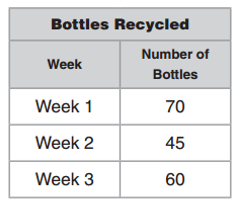 Bottles Recycled
Week
Number of
Bottles
Week 1 70
Week 2 45
Week 3 60